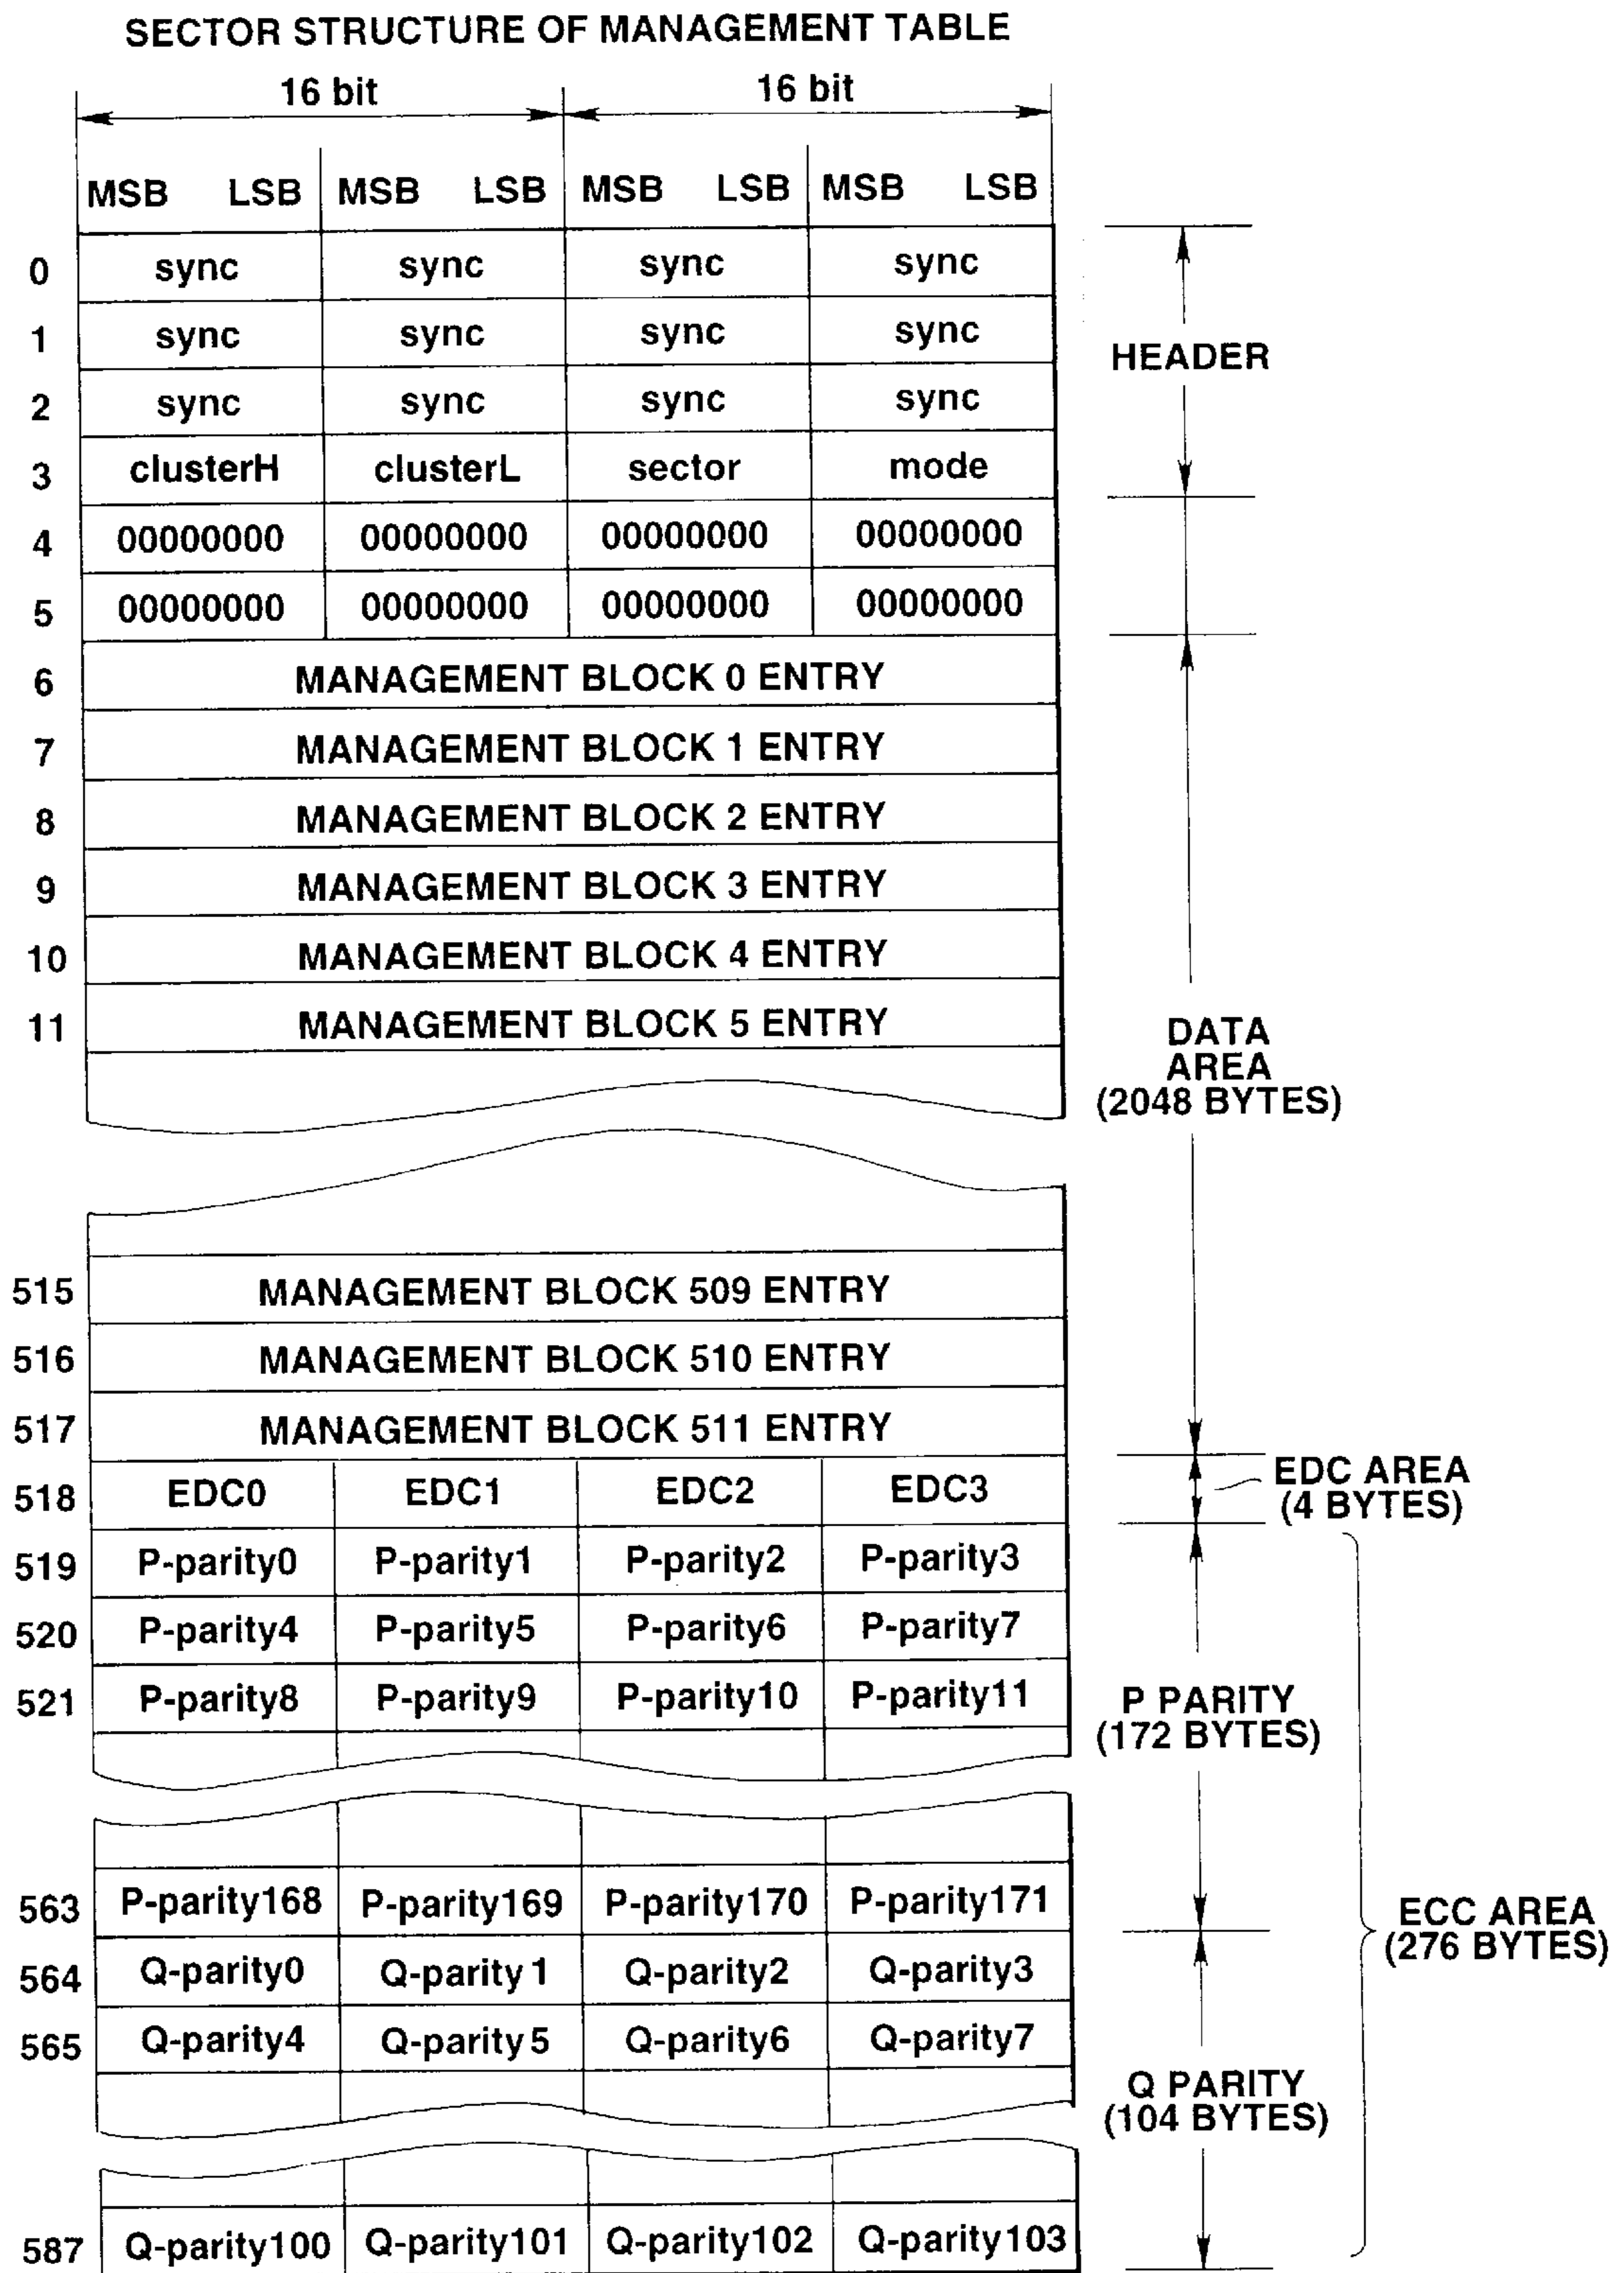 SECTOR STRUCTURE OF MANAGEMENT TABLE
16 bit 16 bit
MSB LSB MSB LSB MSB LSB MSB LSB
0 sync sync sync sync
1 sync sync sync sync
HEADER
2 sync sync sync sync
3 clusterH clusterL sector mode
4 00000000 00000000 00000000 00000000
5 00000000 00000000 00000000 00000000
6 MANAGEMENT BLOCK 0 ENTRY
7 MANAGEMENT BLOCK 1 ENTRY
8 MANAGEMENT BLOCK 2 ENTRY
9 MANAGEMENT BLOCK 3 ENTRY
10 MANAGEMENT BLOCK 4 ENTRY
11 MANAGEMENT BLOCK 5 ENTRY
DATA
AREA
(2048 BYTES)
515 MANAGEMENT BLOCK 509 ENTRY
516 MANAGEMENT BLOCK 510 ENTRY
517 MANAGEMENT BLOCK 511 ENTRY
518 EDC0 EDC1 EDC2 EDC3
EDC AREA
(4 BYTES)
519 P-parity0 P-parity1 P-parity2 P-parity3
520 P-parity4 P-parity5 P-parity6 P-parity7
521 P-parity8 P-parity9 P-parity10 P-parity11
P PARITY
(172 BYTES)
563 P-parity168 P-parity169 P-parity170 P-parity171
ECC AREA
(276 BYTES)
564 Q-parity0 Q-parity1 Q-parity2 Q-parity3
565 Q-parity4 Q-parity5 Q-parity6 Q-parity7
Q PARITY
(104 BYTES)
587 Q-parity100 Q-parity101 Q-parity102 Q-parity103